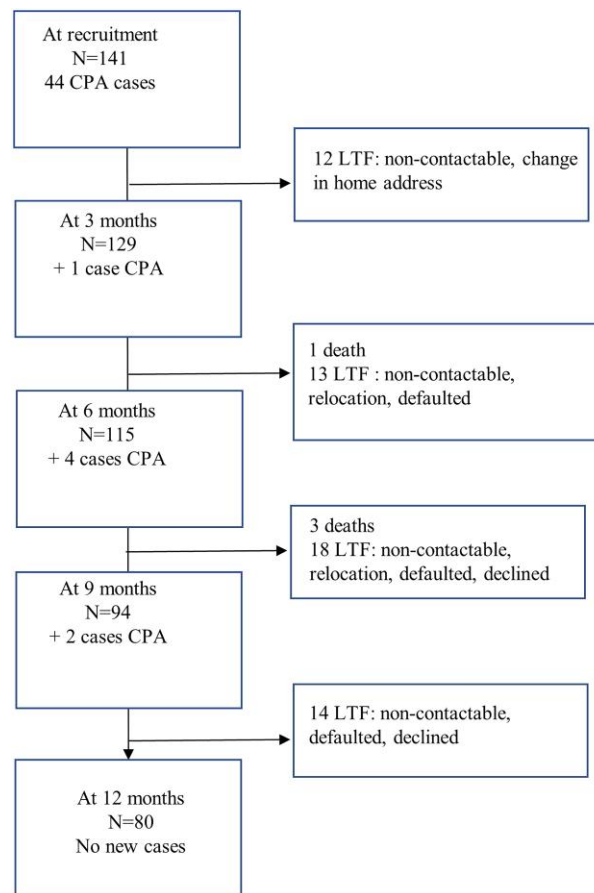 At recruitment
N=141
44 CPA cases
12 LTF: non-contactable, change
in home address
At 3 months
N=129
+ 1 case CPA
1 death
13 LTF : non-contactable,
relocation, defaulted
At 6 months
N=115
+ 4 cases CPA
3 deaths
18 LTF: non-contactable,
relocation, defaulted, declined
At 9 months
N=94
+ 2 cases CPA
14 LTF: non-contactable,
defaulted, declined
At 12 months
N=80
No new cases